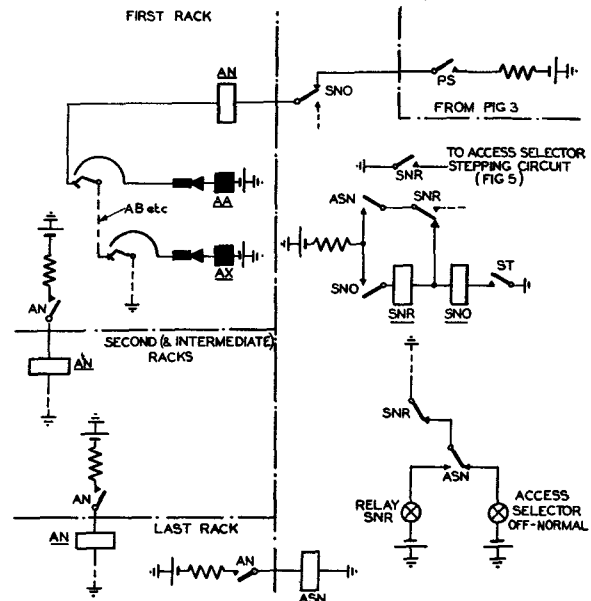 FIRST RACK
AN
SNO
PS
FROM FIG 3
TO ACCESS SELECTOR
STEPPING CIRCUIT
(FIG 5)
SNR
AA
AB etc
AX
ASN
SNR
SNO
SNR
SNO
ST
AN
AN
SECOND (& INTERMEDIATE)
RACKS
SNR
ASN
RELAY
SNR
ACCESS
SELECTOR
OFF-NORMAL
AN
AN
LAST RACK
AN
ASN